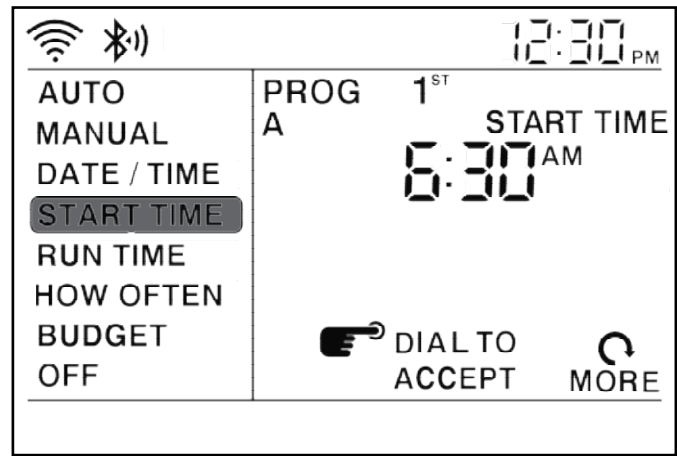 12:30 PM
AUTO
MANUAL
DATE / TIME
START TIME
RUN TIME
HOW OFTEN
BUDGET
OFF
PROG 1ST
A START TIME
6:30 AM
DIAL TO
ACCEPT
MORE